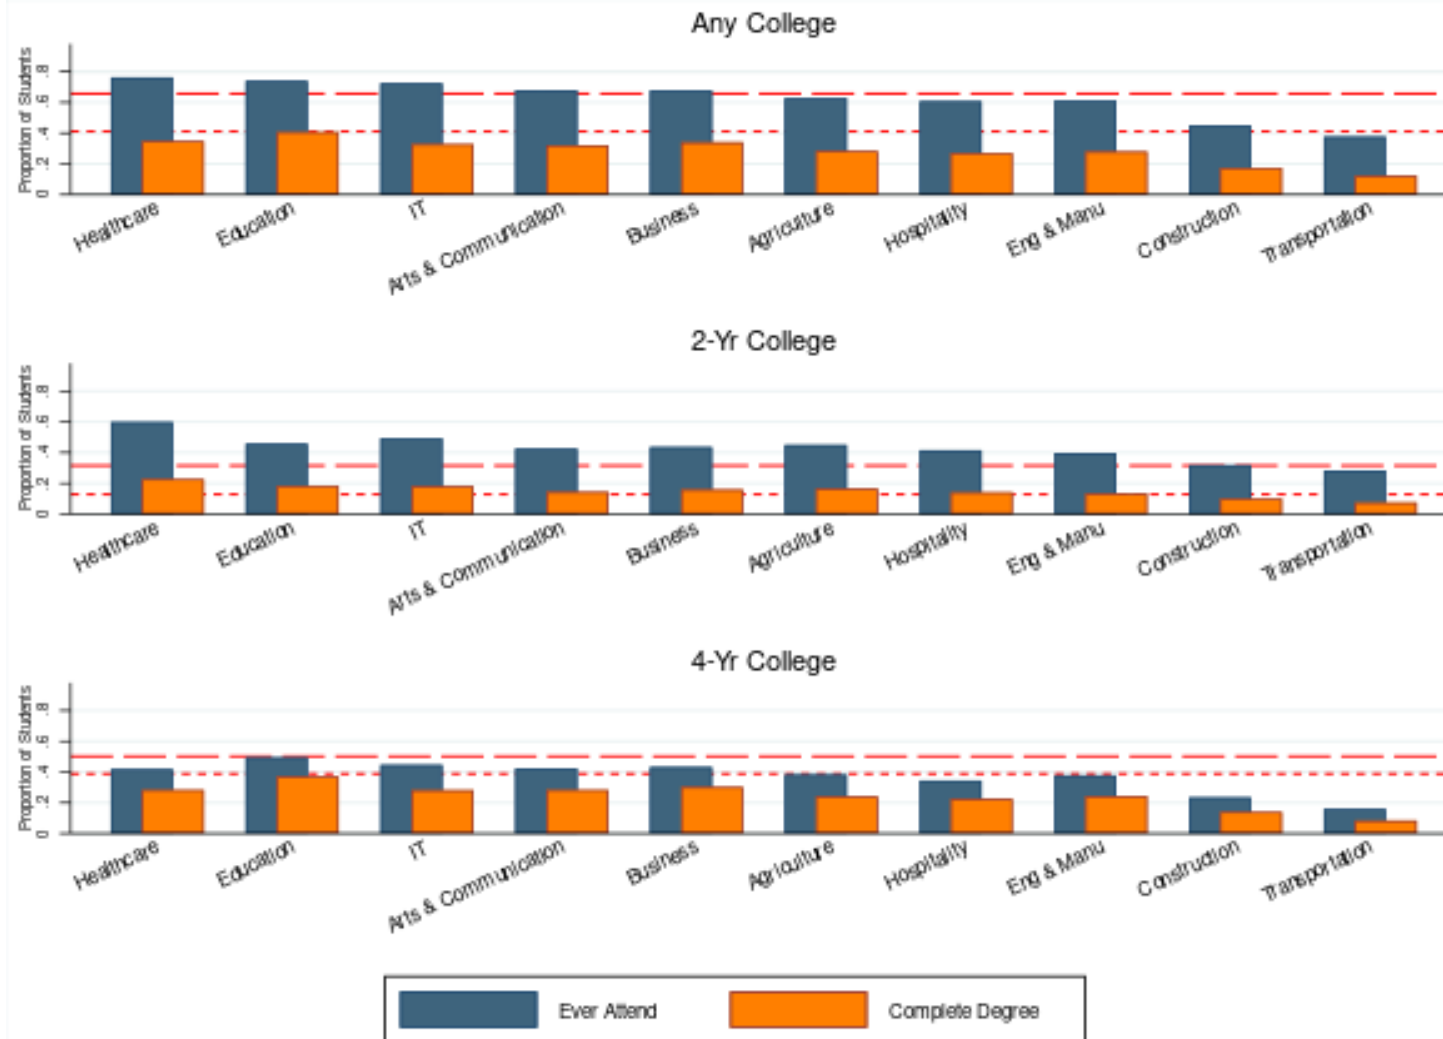 Any College
Proportion of Students
.8
.6
.4
.2
0
Healthcare
Education
IT
Arts & Communication
Business
Agriculture
Hospitality
Eng & Manu
Construction
Transportation
2-Yr College
Proportion of Students
.8
.6
.4
.2
0
Healthcare
Education
IT
Arts & Communication
Business
Agriculture
Hospitality
Eng & Manu
Construction
Transportation
4-Yr College
Proportion of Students
.8
.6
.4
.2
0
Healthcare
Education
IT
Arts & Communication
Business
Agriculture
Hospitality
Eng & Manu
Construction
Transportation
Ever Attend
Complete Degree